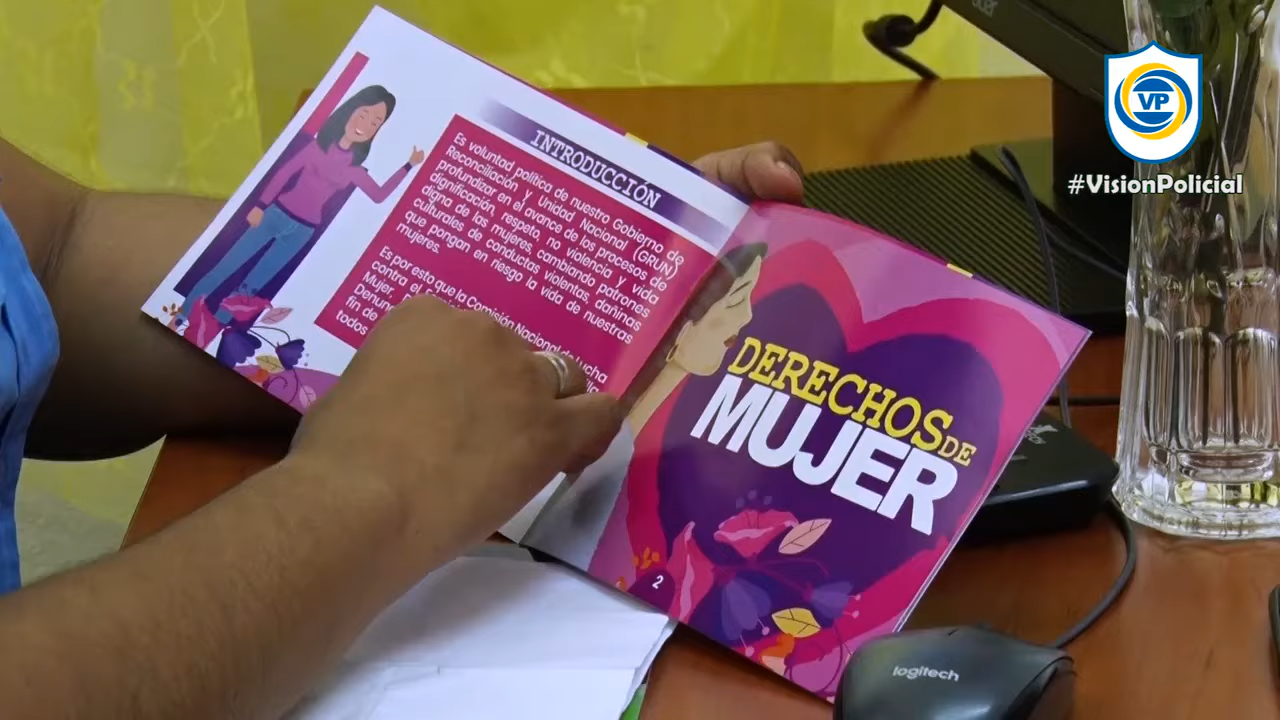 VP
#VisionPolicial
INTRODUCCIÓN
Es voluntad política de nuestro Gobierno de
Reconciliación y Unidad Nacional (GRUN)
profundizar en el avance de los procesos de
dignificación, respeto, no violencia y vida
digna de las mujeres, cambiando patrones
culturales de conductas violentas, dañinas
que pongan en riesgo la vida de nuestras
mujeres.
Es por esto que la Comisión Nacional de Lucha
contra el
Mujer
fin de
todos
DERECHOS DE
MUJER
2
logitech